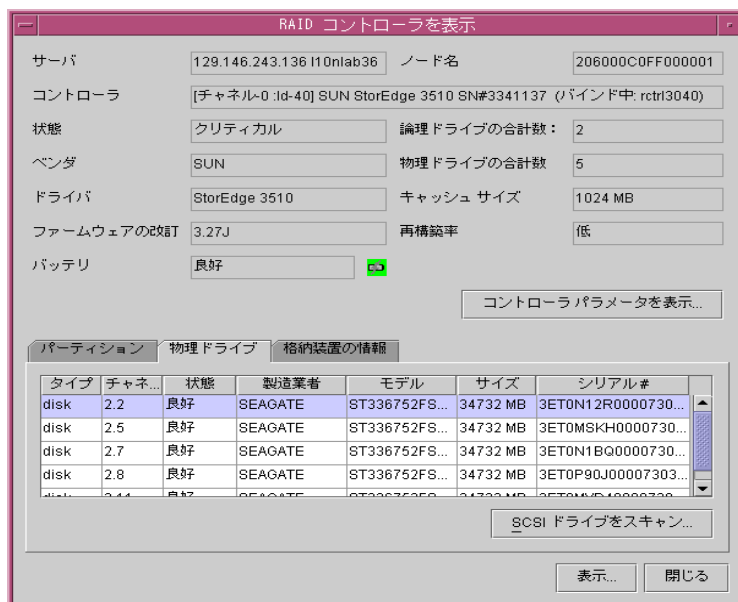 RAID コントローラを表示
サーバ 129.146.243.136 l10nlab36 ノード名 206000C0FF000001
コントローラ [チャネル-0 :Id-40] SUN StorEdge 3510 SN#3341137 (バインド中: rctrl3040)
状態 クリティカル 論理ドライブの合計数： 2
ベンダ SUN 物理ドライブの合計数 5
ドライバ StorEdge 3510 キャッシュ サイズ 1024 MB
ファームウェアの改訂 3.27J 再構築率 低
バッテリ 良好
コントローラ パラメータを表示...
パーティション 物理ドライブ 格納装置の情報
タイプ チャネ... 状態 製造業者 モデル サイズ シリアル #
disk 2.2 良好 SEAGATE ST336752FS... 34732 MB 3ET0N12R0000730...
disk 2.5 良好 SEAGATE ST336752FS... 34732 MB 3ET0MSKH0000730...
disk 2.7 良好 SEAGATE ST336752FS... 34732 MB 3ET0N1BQ0000730...
disk 2.8 良好 SEAGATE ST336752FS... 34732 MB 3ET0P90J00007303...
SCSI ドライブをスキャン...
表示... 閉じる